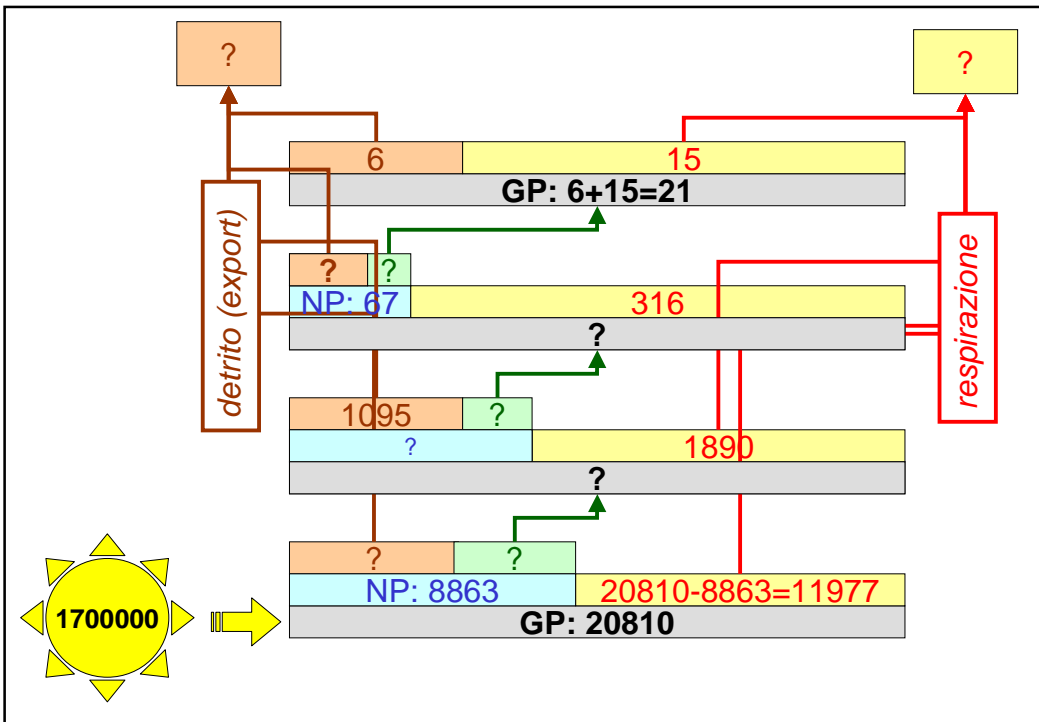 ?
?
6
15
GP: 6+15=21
?
?
NP: 67
316
?
detrito (export)
respirazione
1095
?
?
1890
?
?
?
NP: 8863
20810-8863=11977
1700000
GP: 20810